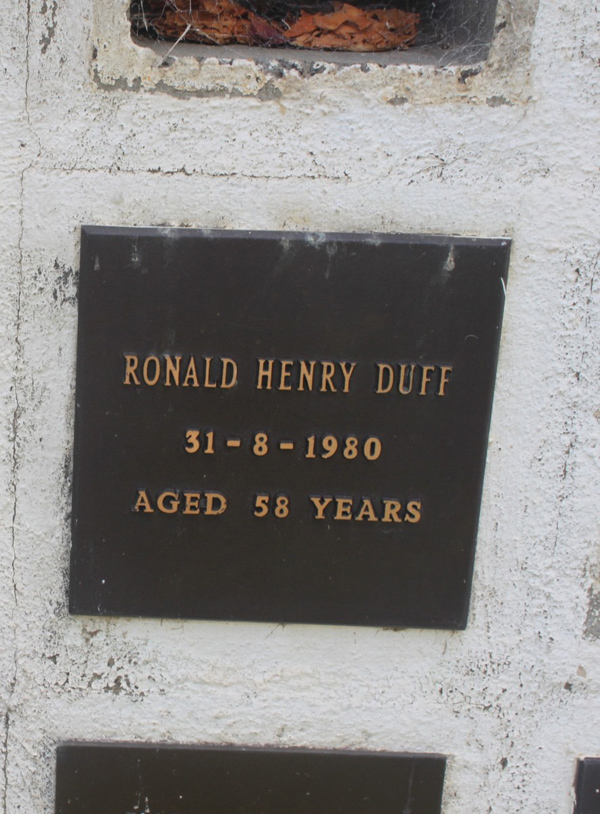 RONALD HENRY DUFF
31-8-1980
AGED 58 YEARS